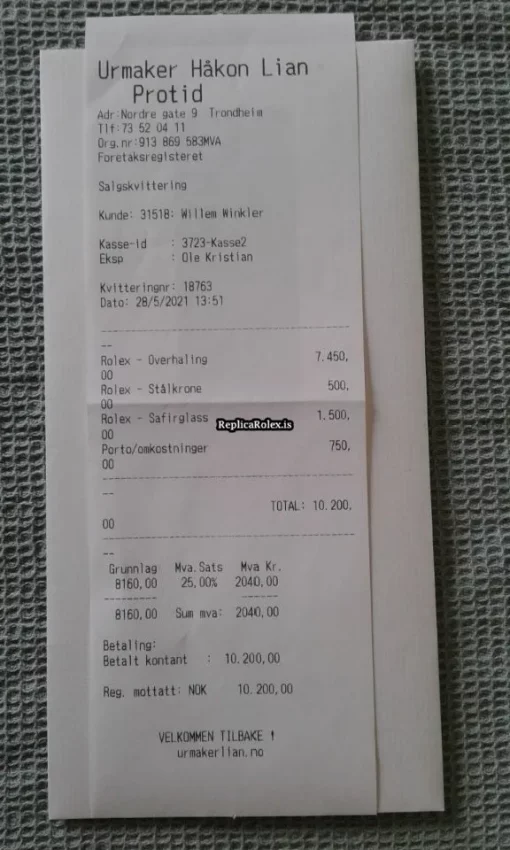 Urmaker Håkon Lian
Protid
Adr:Nordre gate 9 Trondheim
Tlf:73 52 04 11
Org.nr:913 869 583MVA
Foretaksregisteret
Salgskvittering
Kunde: 31518: Willem Winkler
Kasse-id : 3723-Kasse2
Eksp : Ole Kristian
Kvitteringnr: 18763
Dato: 28/5/2021 13:51
--
Rolex - Overhaling 7.450,
00
Rolex - Stålkrone 500,
00
Rolex - Safirglass 1.500,
00
ReplicaRolex.is
Porto/omkostninger 750,
00
--
TOTAL: 10.200,
00
--
Grunnlag Mva.Sats Mva Kr.
8160,00 25,00% 2040,00
8160,00 Sum mva: 2040,00
Betaling:
Betalt kontant : 10.200,00
Reg. mottatt: NOK 10.200,00
VELKOMMEN TILBAKE !
urmakerlian.no